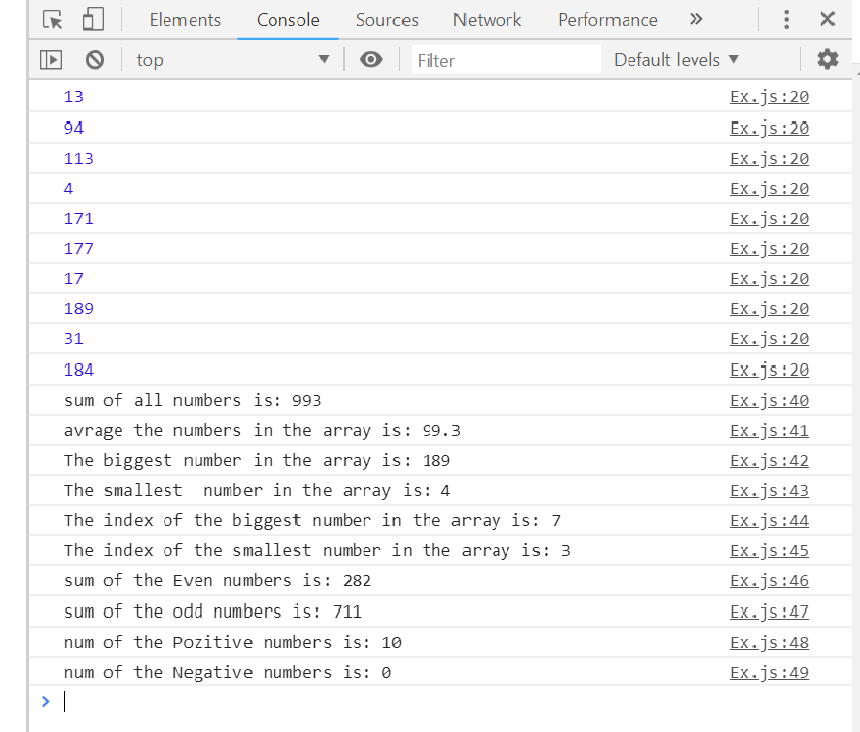 Elements Console Sources Network Performance »
top ▼ Filter Default levels ▼
13 Ex.js:20
94 Ex.js:20
113 Ex.js:20
4 Ex.js:20
171 Ex.js:20
177 Ex.js:20
17 Ex.js:20
189 Ex.js:20
31 Ex.js:20
184 Ex.js:20
sum of all numbers is: 993 Ex.js:40
avrage the numbers in the array is: 99.3 Ex.js:41
The biggest number in the array is: 189 Ex.js:42
The smallest  number in the array is: 4 Ex.js:43
The index of the biggest number in the array is: 7 Ex.js:44
The index of the smallest number in the array is: 3 Ex.js:45
sum of the Even numbers is: 282 Ex.js:46
sum of the odd numbers is: 711 Ex.js:47
num of the Pozitive numbers is: 10 Ex.js:48
num of the Negative numbers is: 0 Ex.js:49
>